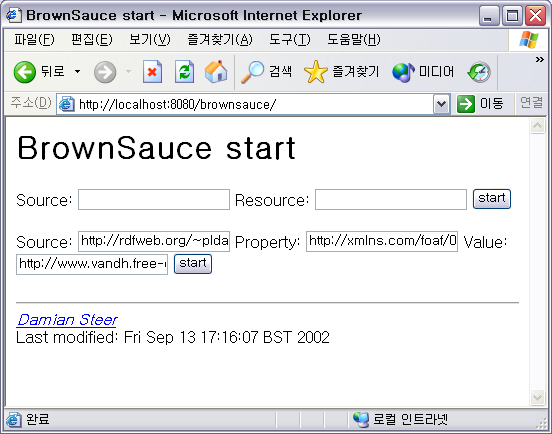 BrownSauce start - Microsoft Internet Explorer
파일(F) 편집(E) 보기(V) 즐겨찾기(A) 도구(T) 도움말(H)
뒤로 검색 즐겨찾기 미디어 »
주소(D) http://localhost:8080/brownsauce/ 이동 연결
BrownSauce start
Source: Resource: start
Source: http://rdfweb.org/~plda Property: http://xmlns.com/foaf/0 Value:
http://www.vandh.free- start
Damian Steer
Last modified: Fri Sep 13 17:16:07 BST 2002
완료 로컬 인트라넷